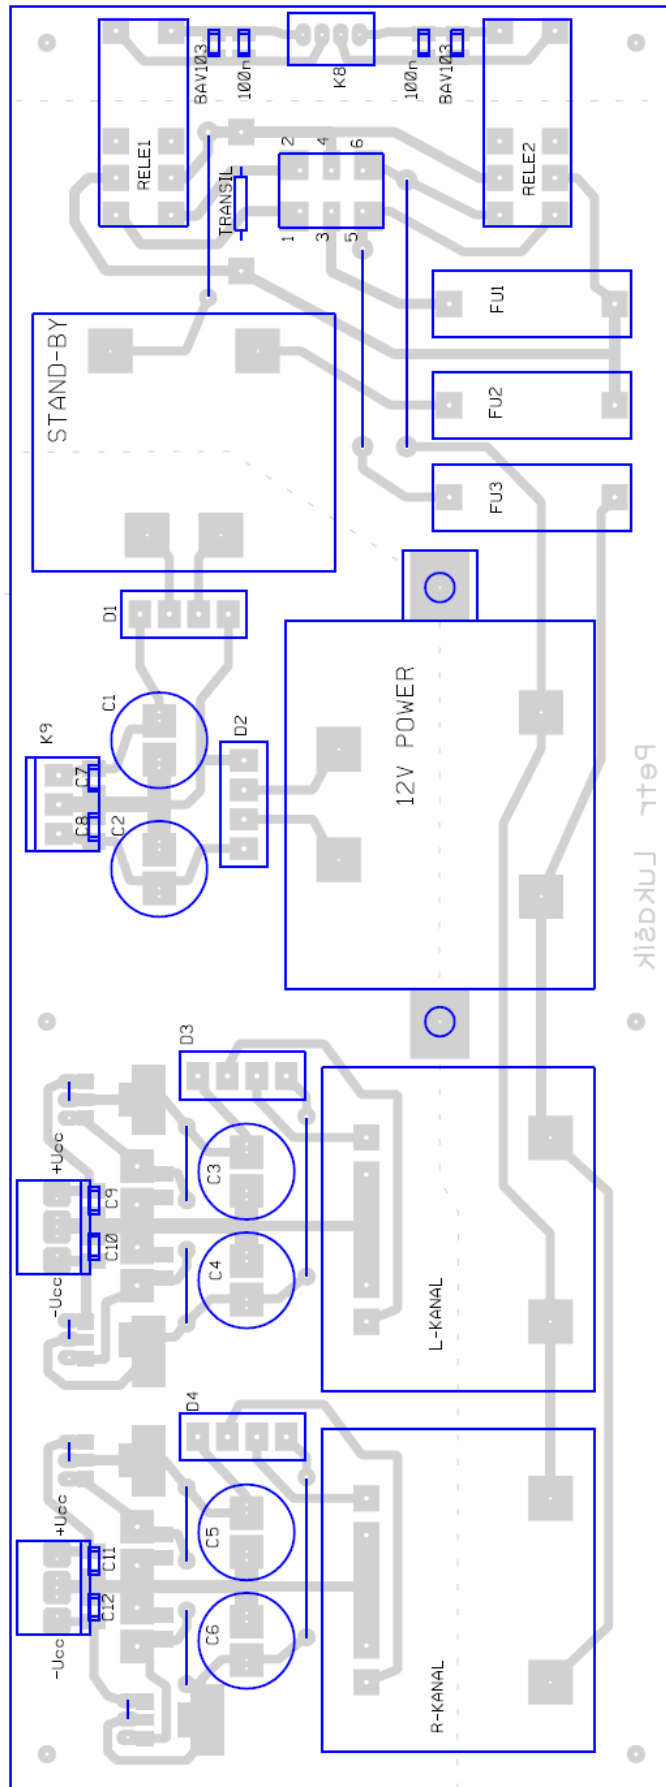 K8
BAV103
100n
100n
BAV103
RELE1
2
4
6
RELE2
TRANSIL
1
3
5
FU1
STAND-BY
FU2
FU3
D1
C1
K9
D2
12V POWER
C7
C8
C2
Petr Lukašík
D3
+Ucc
C3
C9
C10
C4
-Ucc
L-KANAL
D4
+Ucc
C5
C11
C12
C6
-Ucc
R-KANAL